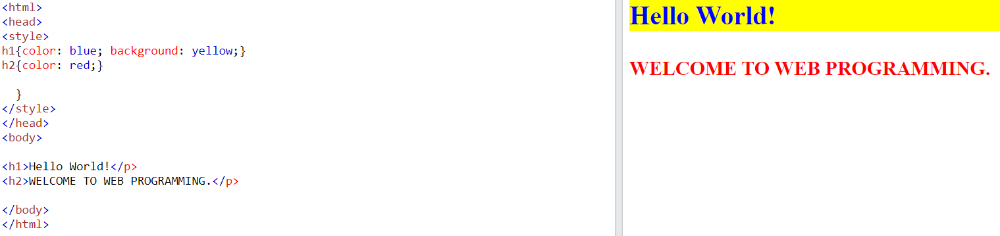 <html>
<head>
<style>
h1{color: blue; background: yellow;}
h2{color: red;}
}
</style>
</head>
<body>
<h1>Hello World!</p>
<h2>WELCOME TO WEB PROGRAMMING.</p>
</body>
</html>
Hello World!
WELCOME TO WEB PROGRAMMING.